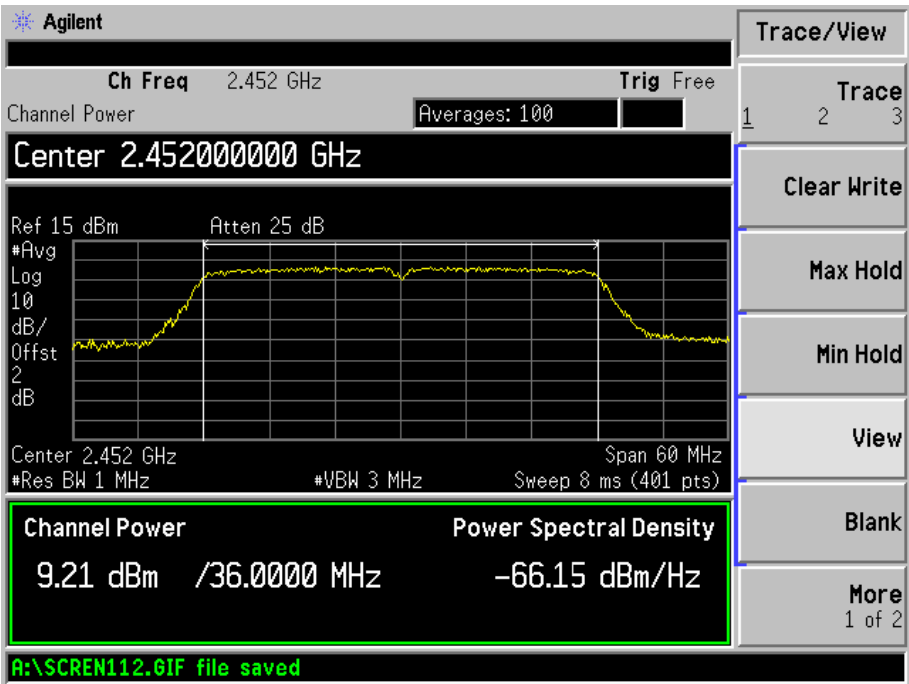 Agilent
Ch Freq 2.452 GHz Trig Free
Channel Power Averages: 100
Center 2.452000000 GHz
Ref 15 dBm Atten 25 dB
#Avg
Log
10
dB/
Offst
2
dB
Center 2.452 GHz Span 60 MHz
#Res BW 1 MHz #VBW 3 MHz Sweep 8 ms (401 pts)
Channel Power Power Spectral Density
9.21 dBm /36.0000 MHz -66.15 dBm/Hz
A:\SCREN112.GIF file saved
Trace/View
Trace
1 2 3
Clear Write
Max Hold
Min Hold
View
Blank
More
1 of 2